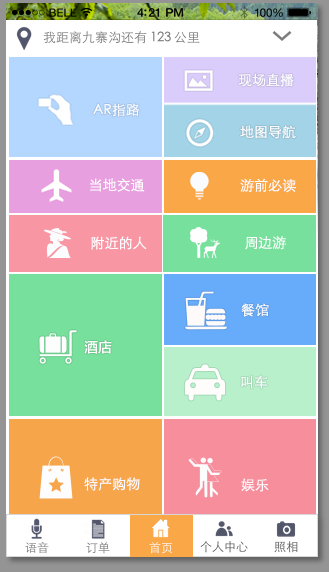 BELL 4:21 PM 100%
我距离九寨沟还有 123 公里
AR指路
现场直播
地图导航
当地交通
游前必读
附近的人
周边游
酒店
餐馆
叫车
特产购物
娱乐
语音 订单 首页 个人中心 照相